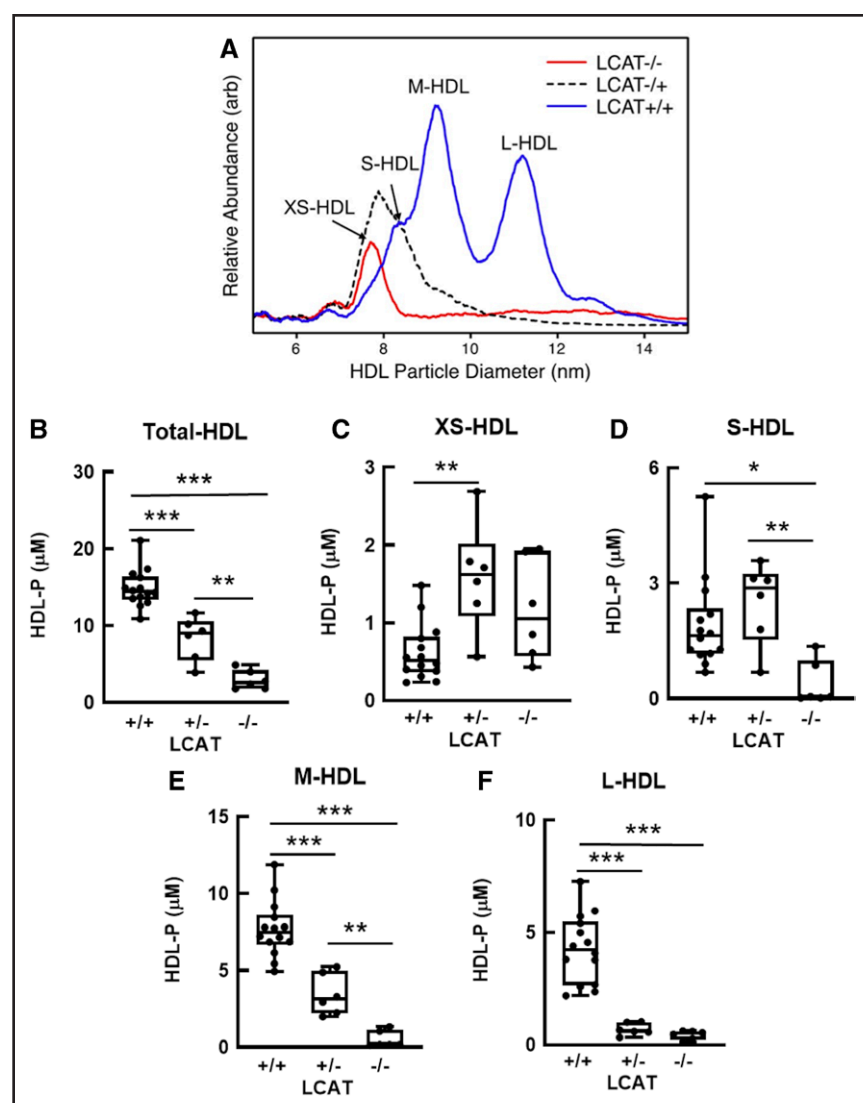 A
LCAT-/-
LCAT-/+
LCAT+/+
M-HDL
L-HDL
S-HDL
XS-HDL
Relative Abundance (arb)
6 8 10 12 14
HDL Particle Diameter (nm)
B Total-HDL
HDL-P (μM)
30
20
10
0
***
***
**
+/+ +/- -/-
LCAT
C XS-HDL
HDL-P (μM)
3
2
1
0
**
+/+ +/- -/-
LCAT
D S-HDL
HDL-P (μM)
6
3
0
*
**
+/+ +/- -/-
LCAT
E M-HDL
HDL-P (μM)
15
10
5
0
***
***
**
+/+ +/- -/-
LCAT
F L-HDL
HDL-P (μM)
10
5
0
***
***
+/+ +/- -/-
LCAT